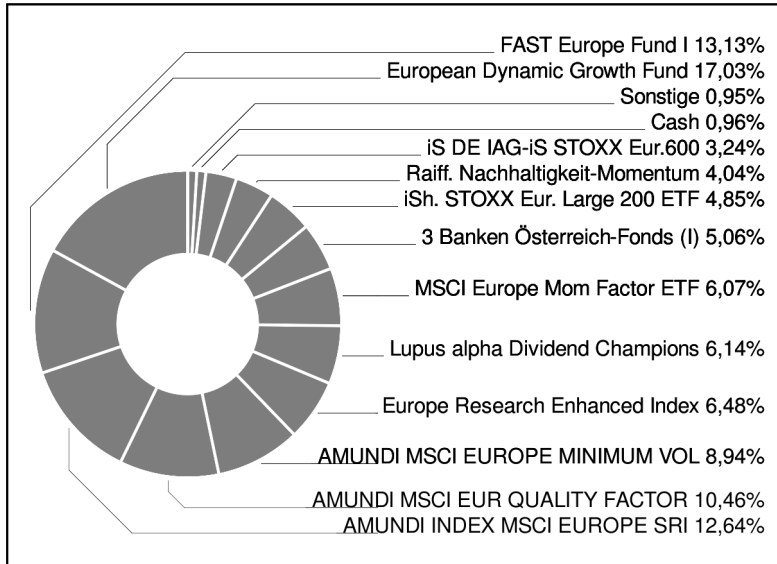 FAST Europe Fund I 13,13%
European Dynamic Growth Fund 17,03%
Sonstige 0,95%
Cash 0,96%
iS DE IAG-iS STOXX Eur.600 3,24%
Raiff. Nachhaltigkeit-Momentum 4,04%
iSh. STOXX Eur. Large 200 ETF 4,85%
3 Banken Österreich-Fonds (I) 5,06%
MSCI Europe Mom Factor ETF 6,07%
Lupus alpha Dividend Champions 6,14%
Europe Research Enhanced Index 6,48%
AMUNDI MSCI EUROPE MINIMUM VOL 8,94%
AMUNDI MSCI EUR QUALITY FACTOR 10,46%
AMUNDI INDEX MSCI EUROPE SRI 12,64%